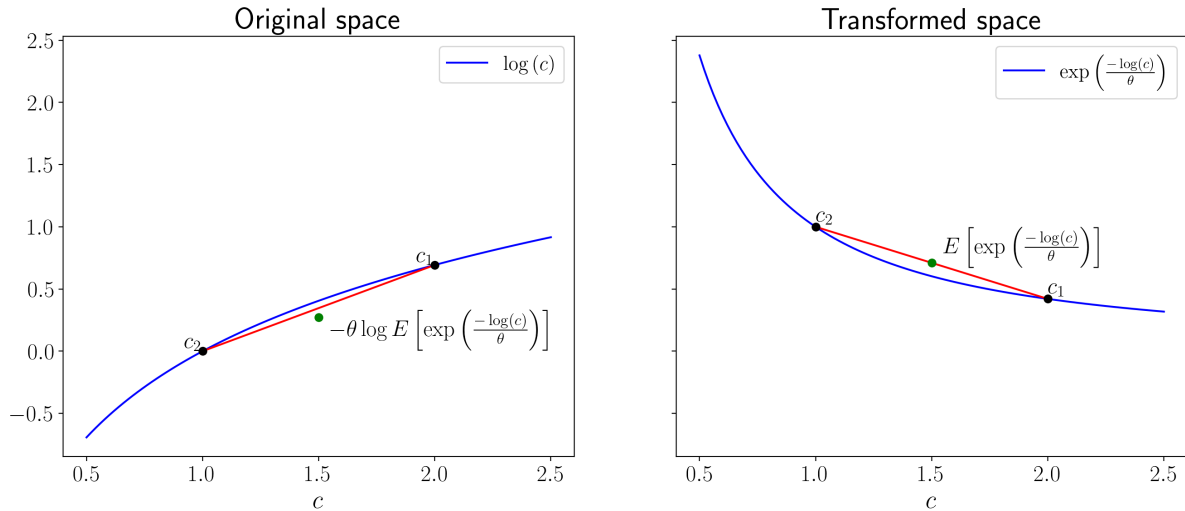 Original space
2.5
2.0
1.5
1.0
0.5
0.0
−0.5
log (c)
c₁
c₂
−θ log E [exp (−log(c)/θ)]
0.5 1.0 1.5 2.0 2.5
c
Transformed space
exp (−log(c)/θ)
c₂
E [exp (−log(c)/θ)]
c₁
0.5 1.0 1.5 2.0 2.5
c